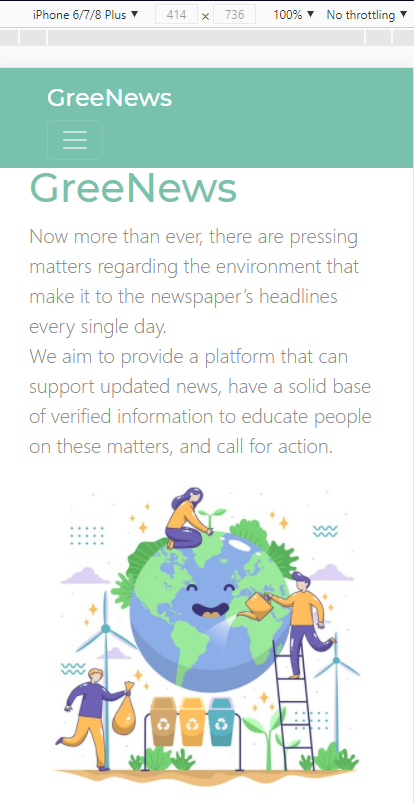 iPhone 6/7/8 Plus ▼ 414 × 736 100% ▼ No throttling ▼
GreeNews
GreeNews
Now more than ever, there are pressing
matters regarding the environment that
make it to the newspaper’s headlines
every single day.
We aim to provide a platform that can
support updated news, have a solid base
of verified information to educate people
on these matters, and call for action.